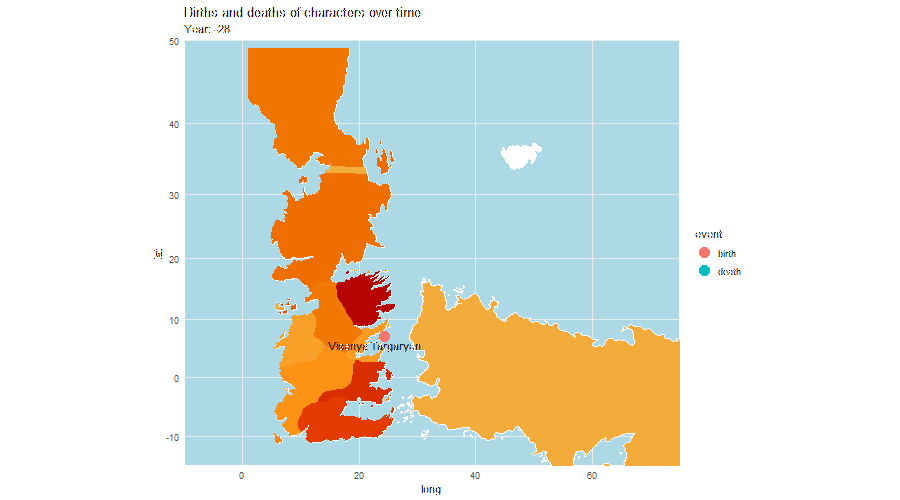 Births and deaths of characters over time
Year: -28
50
40
30
20
10
0
-10
lat
Visenya Targaryen
0
20
40
60
long
event
birth
death